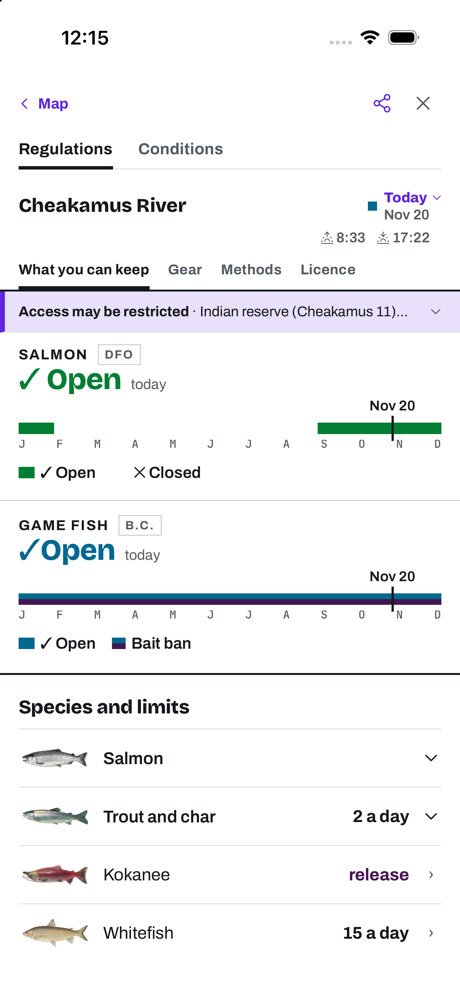 12:15
Map
Regulations Conditions
Cheakamus River
Today
Nov 20
8:33 17:22
What you can keep Gear Methods Licence
Access may be restricted · Indian reserve (Cheakamus 11)...
SALMON DFO
✓ Open today
Nov 20
J F M A M J J A S O N D
✓ Open ✕ Closed
GAME FISH B.C.
✓ Open today
Nov 20
J F M A M J J A S O N D
✓ Open Bait ban
Species and limits
Salmon
Trout and char 2 a day
Kokanee release
Whitefish 15 a day